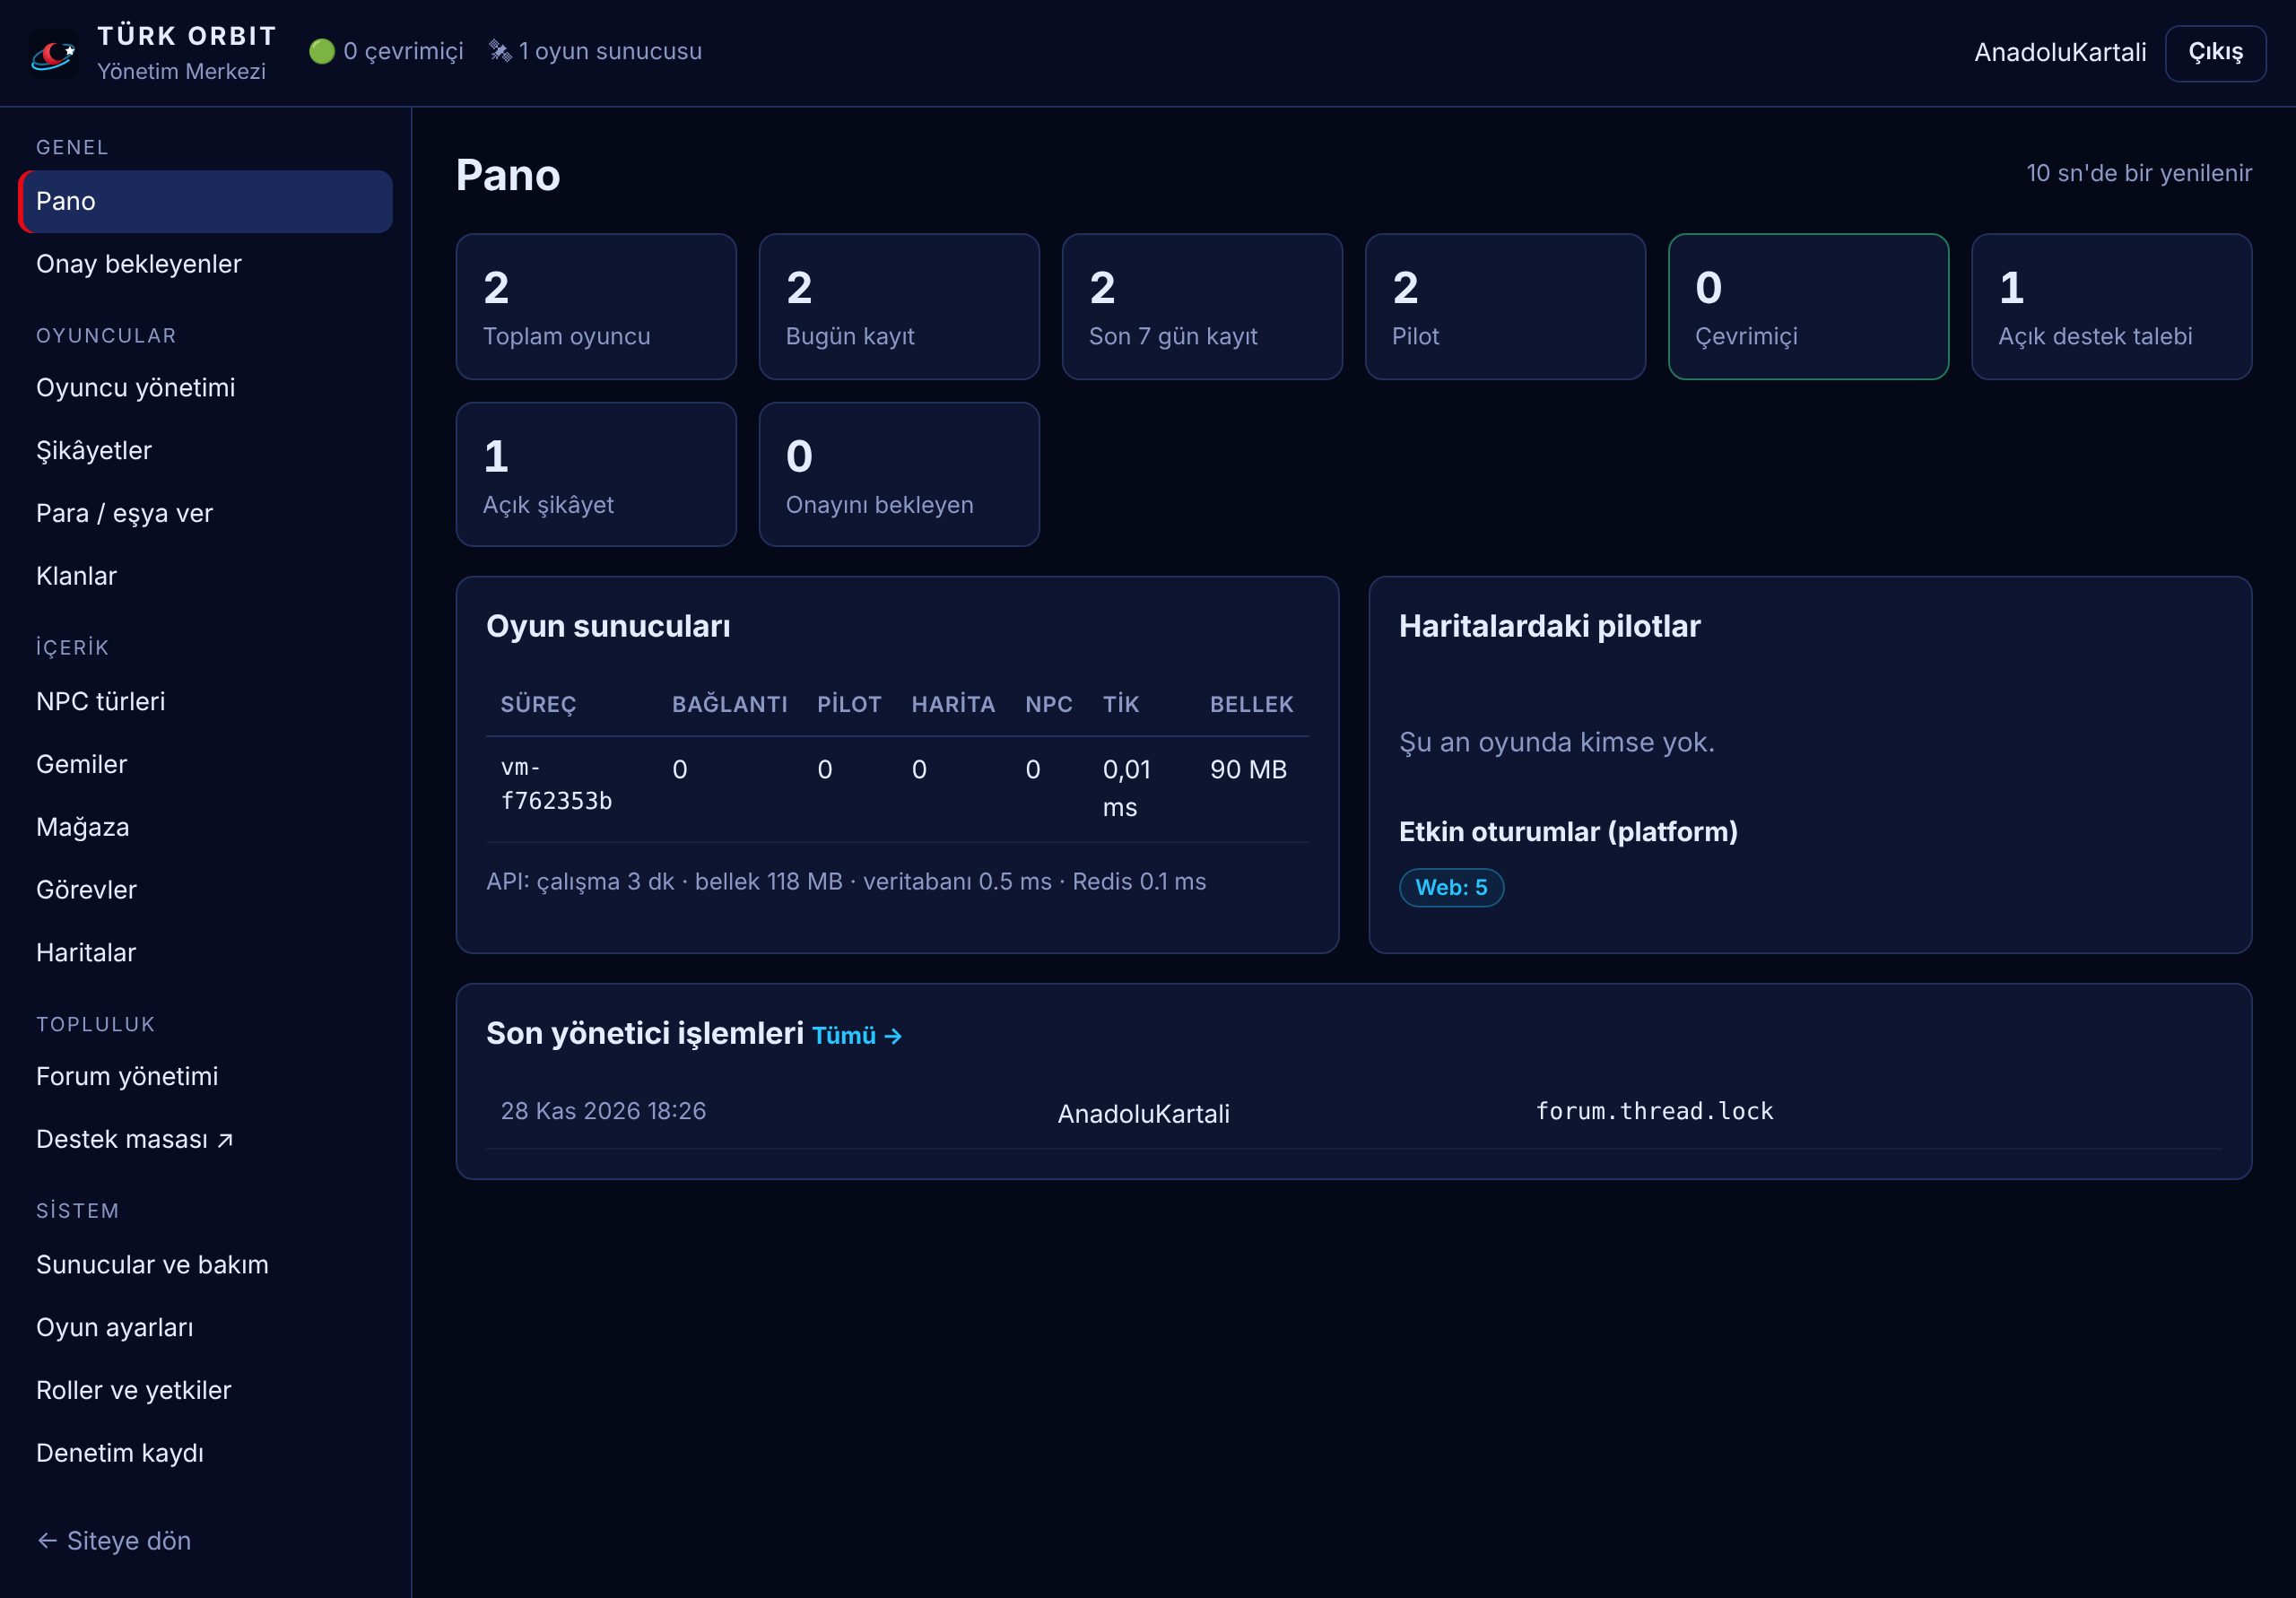 TÜRK ORBIT
Yönetim Merkezi
0 çevrimiçi
1 oyun sunucusu
AnadoluKartali
Çıkış
GENEL
Pano
Onay bekleyenler
OYUNCULAR
Oyuncu yönetimi
Şikâyetler
Para / eşya ver
Klanlar
İÇERİK
NPC türleri
Gemiler
Mağaza
Görevler
Haritalar
TOPLULUK
Forum yönetimi
Destek masası ↗
SİSTEM
Sunucular ve bakım
Oyun ayarları
Roller ve yetkiler
Denetim kaydı
← Siteye dön
Pano
10 sn'de bir yenilenir
2
Toplam oyuncu
2
Bugün kayıt
2
Son 7 gün kayıt
2
Pilot
0
Çevrimiçi
1
Açık destek talebi
1
Açık şikâyet
0
Onayını bekleyen
Oyun sunucuları
SÜREÇ BAĞLANTI PİLOT HARİTA NPC TİK BELLEK
vm- 0 0 0 0 0,01 90 MB
f762353b ms
API: çalışma 3 dk · bellek 118 MB · veritabanı 0.5 ms · Redis 0.1 ms
Haritalardaki pilotlar
Şu an oyunda kimse yok.
Etkin oturumlar (platform)
Web: 5
Son yönetici işlemleri Tümü →
28 Kas 2026 18:26 AnadoluKartali forum.thread.lock